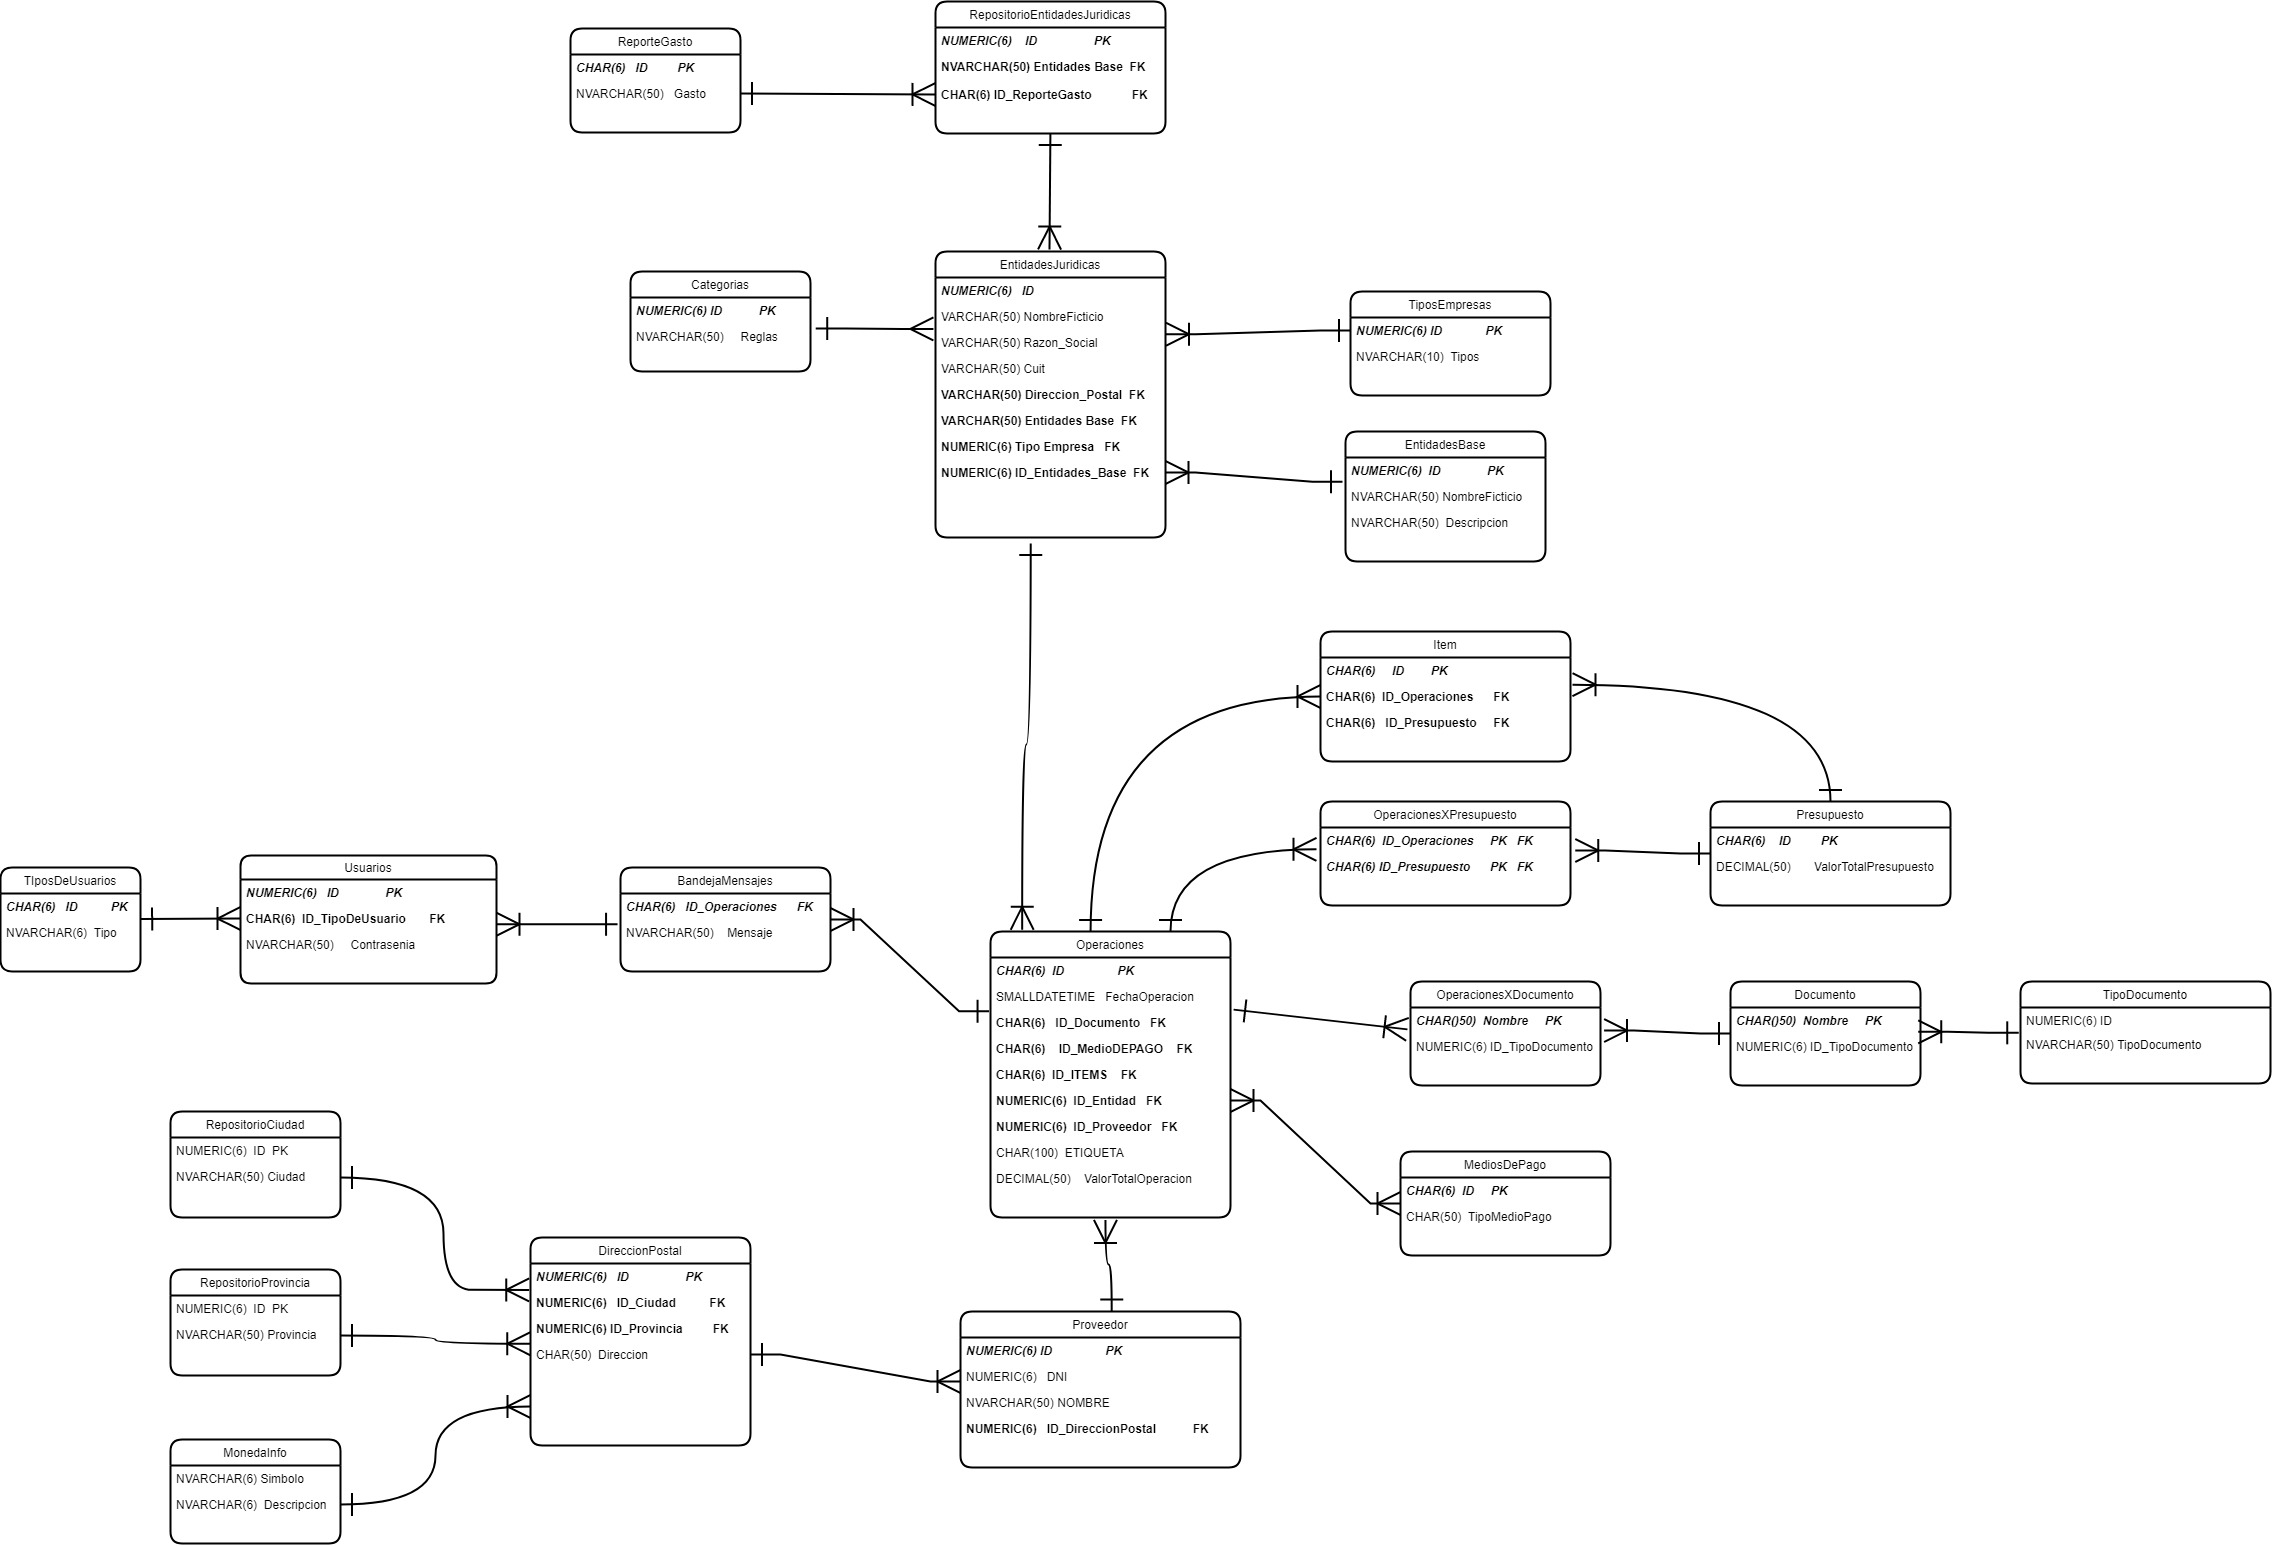 RepositorioEntidadesJuridicas
NUMERIC(6) ID PK
NVARCHAR(50) Entidades Base FK
CHAR(6) ID_ReporteGasto FK
ReporteGasto
CHAR(6) ID PK
NVARCHAR(50) Gasto
EntidadesJuridicas
NUMERIC(6) ID
VARCHAR(50) NombreFicticio
VARCHAR(50) Razon_Social
VARCHAR(50) Cuit
VARCHAR(50) Direccion_Postal FK
VARCHAR(50) Entidades Base FK
NUMERIC(6) Tipo Empresa FK
NUMERIC(6) ID_Entidades_Base FK
Categorias
NUMERIC(6) ID PK
NVARCHAR(50) Reglas
TiposEmpresas
NUMERIC(6) ID PK
NVARCHAR(10) Tipos
EntidadesBase
NUMERIC(6) ID PK
NVARCHAR(50) NombreFicticio
NVARCHAR(50) Descripcion
Item
CHAR(6) ID PK
CHAR(6) ID_Operaciones FK
CHAR(6) ID_Presupuesto FK
OperacionesXPresupuesto
CHAR(6) ID_Operaciones PK FK
CHAR(6) ID_Presupuesto PK FK
Presupuesto
CHAR(6) ID PK
DECIMAL(50) ValorTotalPresupuesto
TIposDeUsuarios
CHAR(6) ID PK
NVARCHAR(6) Tipo
Usuarios
NUMERIC(6) ID PK
CHAR(6) ID_TipoDeUsuario FK
NVARCHAR(50) Contrasenia
BandejaMensajes
CHAR(6) ID_Operaciones FK
NVARCHAR(50) Mensaje
Operaciones
CHAR(6) ID PK
SMALLDATETIME FechaOperacion
CHAR(6) ID_Documento FK
CHAR(6) ID_MedioDEPAGO FK
CHAR(6) ID_ITEMS FK
NUMERIC(6) ID_Entidad FK
NUMERIC(6) ID_Proveedor FK
CHAR(100) ETIQUETA
DECIMAL(50) ValorTotalOperacion
OperacionesXDocumento
CHAR()50) Nombre PK
NUMERIC(6) ID_TipoDocumento
Documento
CHAR()50) Nombre PK
NUMERIC(6) ID_TipoDocumento
TipoDocumento
NUMERIC(6) ID
NVARCHAR(50) TipoDocumento
MediosDePago
CHAR(6) ID PK
CHAR(50) TipoMedioPago
RepositorioCiudad
NUMERIC(6) ID PK
NVARCHAR(50) Ciudad
RepositorioProvincia
NUMERIC(6) ID PK
NVARCHAR(50) Provincia
MonedaInfo
NVARCHAR(6) Simbolo
NVARCHAR(6) Descripcion
DireccionPostal
NUMERIC(6) ID PK
NUMERIC(6) ID_Ciudad FK
NUMERIC(6) ID_Provincia FK
CHAR(50) Direccion
Proveedor
NUMERIC(6) ID PK
NUMERIC(6) DNI
NVARCHAR(50) NOMBRE
NUMERIC(6) ID_DireccionPostal FK